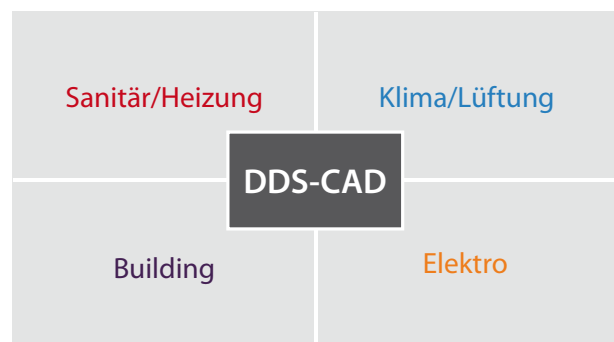 Sanitär/Heizung
Klima/Lüftung
DDS-CAD
Building
Elektro